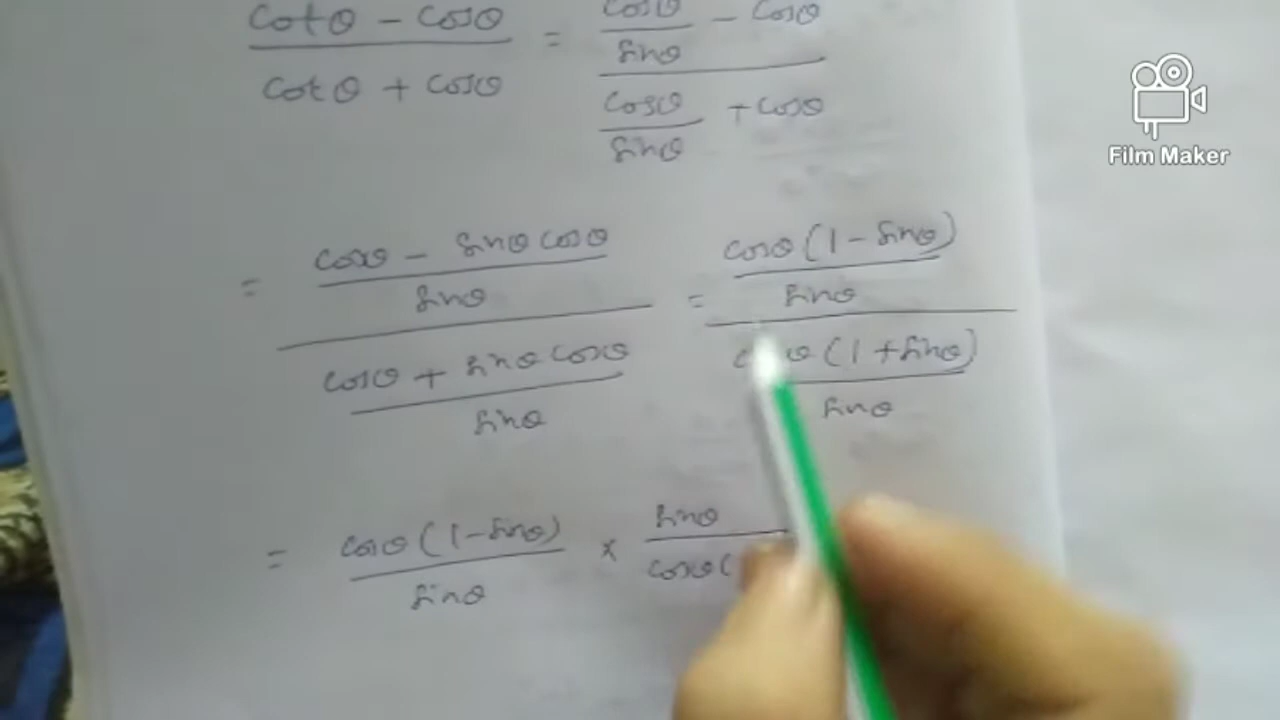 cotθ - cosθ / cotθ + cosθ = cosθ/sinθ - cosθ / cosθ/sinθ + cosθ
= cosθ - sinθ cosθ / sinθ / cosθ + sinθ cosθ / sinθ = cosθ(1 - sinθ) / sinθ / cosθ(1 + sinθ) / sinθ
= cosθ(1 - sinθ) / sinθ × sinθ / cosθ(
Film Maker